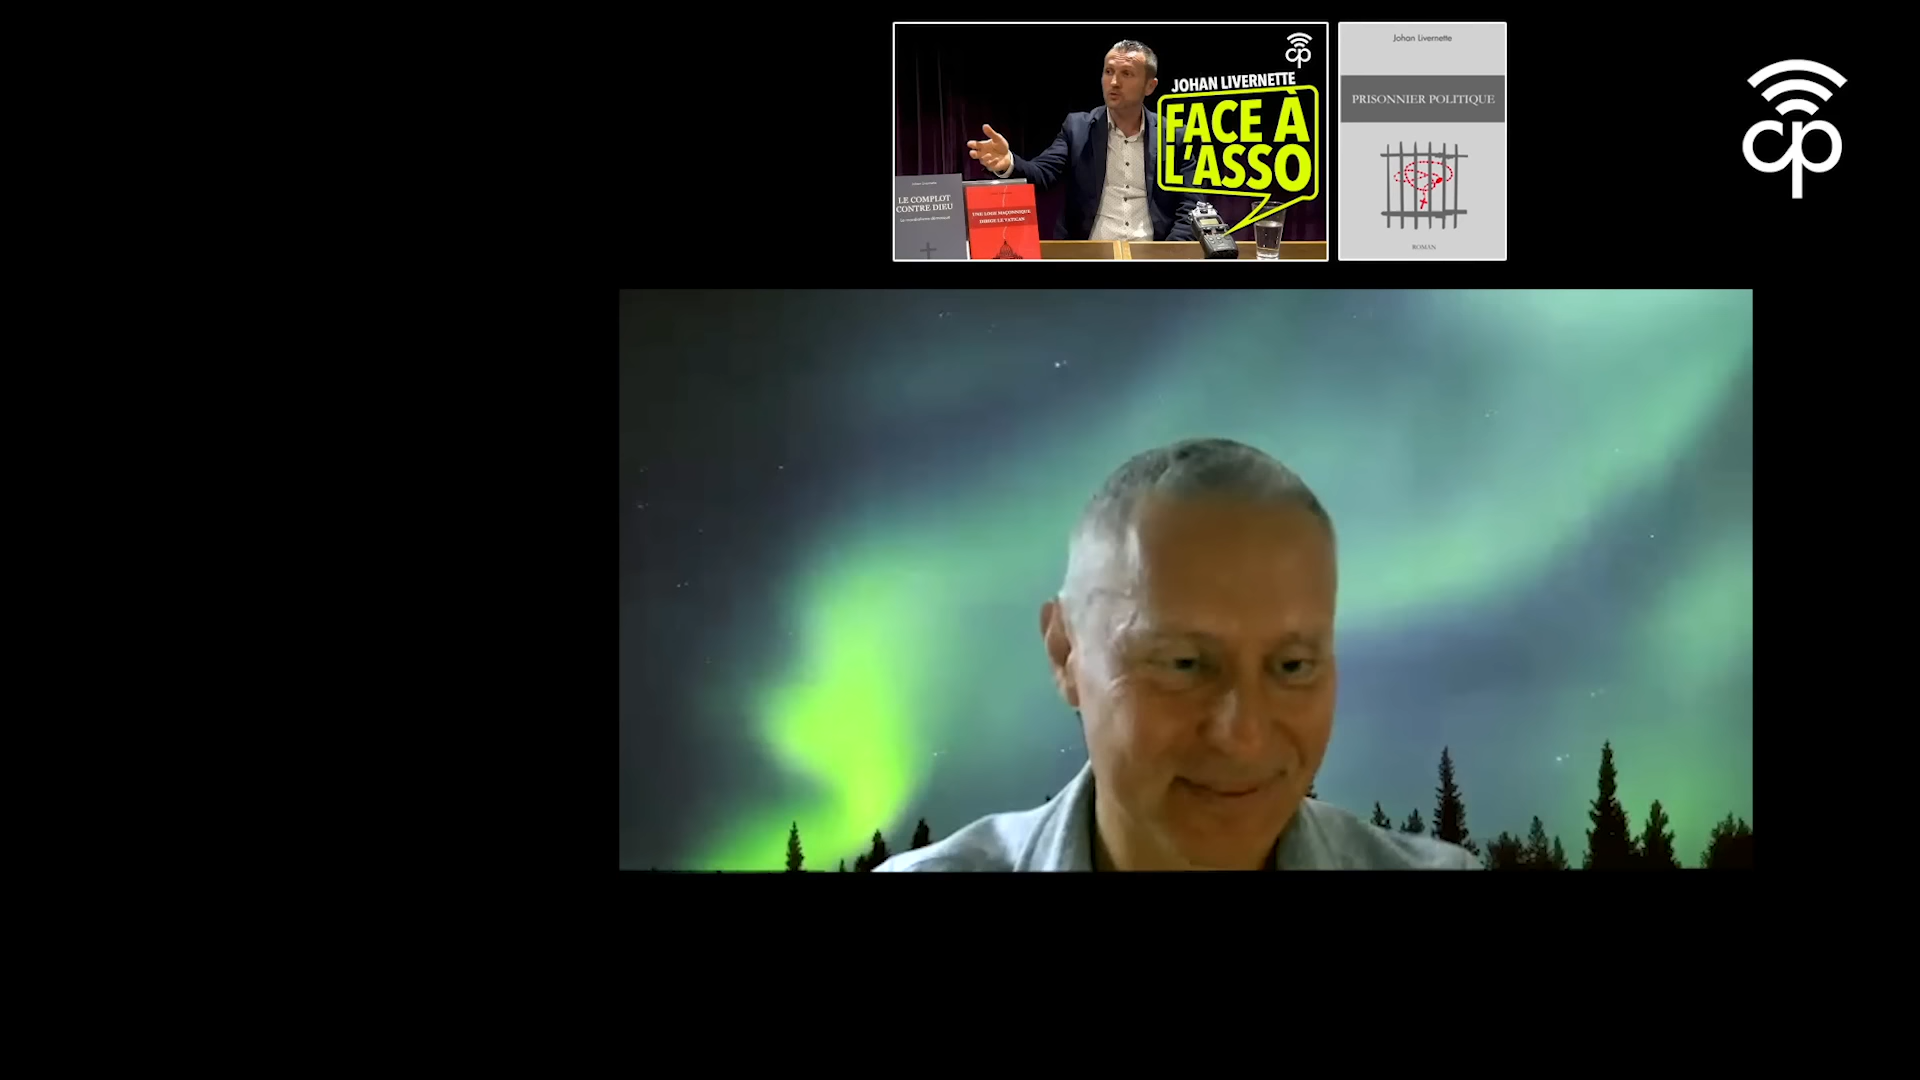 JOHAN LIVERNETTE
FACE À
L'ASSO
LE COMPLOT
CONTRE DIEU
UNE LOGE MAÇONNIQUE
DIRIGE LE VATICAN
Johan Livernette
PRISONNIER POLITIQUE
ROMAN
cp